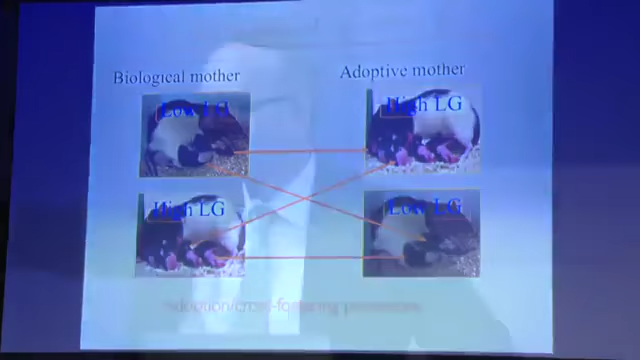 Biological mother
Adoptive mother
Low LG
High LG
High LG
Low LG